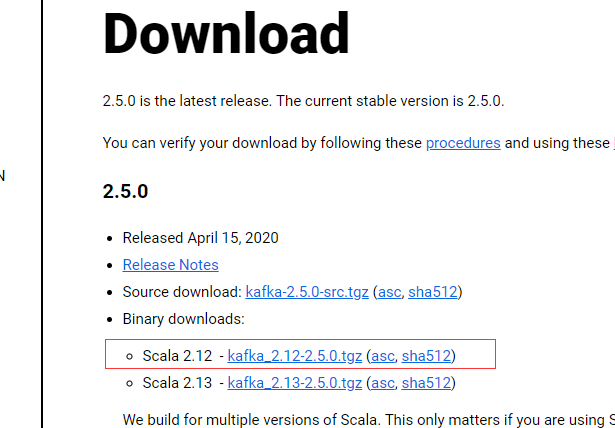 Download
2.5.0 is the latest release. The current stable version is 2.5.0.
You can verify your download by following these procedures and using these
N
2.5.0
Released April 15, 2020
Release Notes
Source download: kafka-2.5.0-src.tgz (asc, sha512)
Binary downloads:
Scala 2.12 - kafka_2.12-2.5.0.tgz (asc, sha512)
Scala 2.13 - kafka_2.13-2.5.0.tgz (asc, sha512)
We build for multiple versions of Scala. This only matters if you are using S